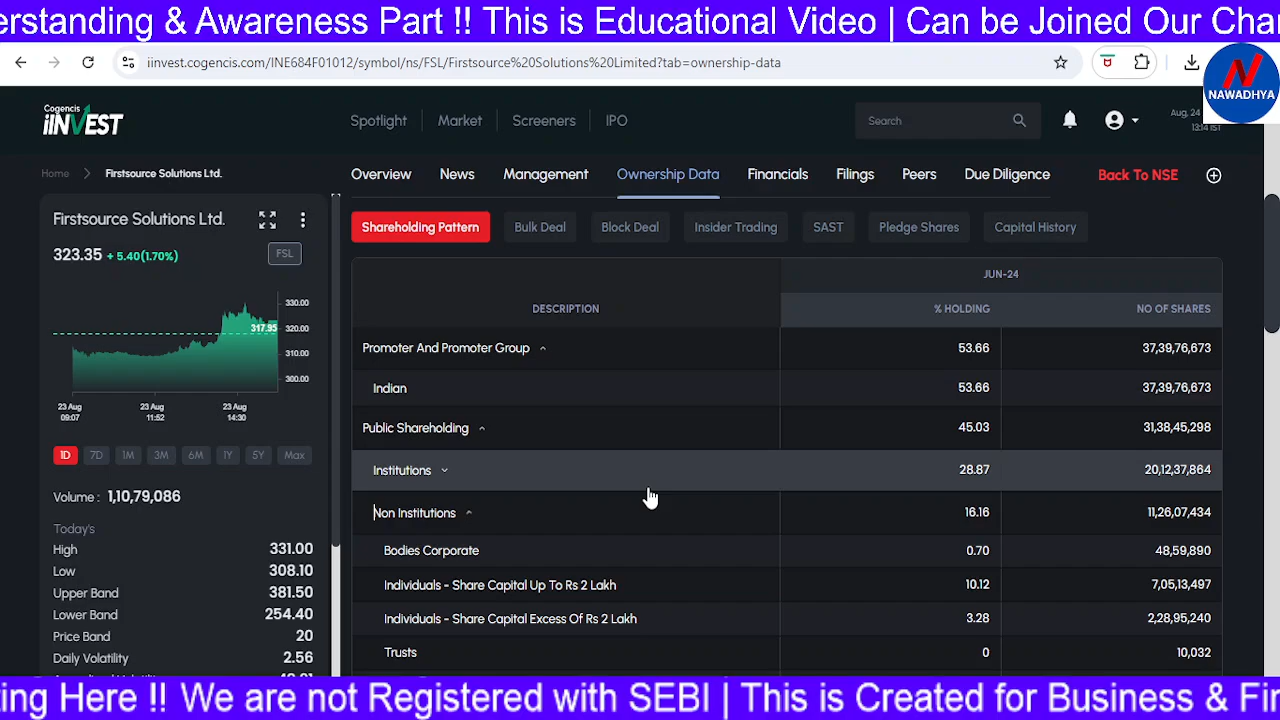 erstanding & Awareness Part !! This is Educational Video | Can be Joined Our Cha
iinvest.cogencis.com/INE684F01012/symbol/ns/FSL/Firstsource%20Solutions%20Limited?tab=ownership-data
NAWADHYA
Cogencis
iINVEST
Spotlight Market Screeners IPO
Search
Aug, 24
13:14 IST
Home Firstsource Solutions Ltd.
Overview News Management Ownership Data Financials Filings Peers Due Diligence Back To NSE
Firstsource Solutions Ltd.
323.35 + 5.40(1.70%)
FSL
330.00
320.00
317.95
310.00
300.00
23 Aug 23 Aug 23 Aug
09:07 11:52 14:30
1D 7D 1M 3M 6M 1Y 5Y Max
Volume : 1,10,79,086
Today's
High 331.00
Low 308.10
Upper Band 381.50
Lower Band 254.40
Price Band 20
Daily Volatility 2.56
Shareholding Pattern Bulk Deal Block Deal Insider Trading SAST Pledge Shares Capital History
JUN-24
DESCRIPTION % HOLDING NO OF SHARES
Promoter And Promoter Group 53.66 37,39,76,673
Indian 53.66 37,39,76,673
Public Shareholding 45.03 31,38,45,298
Institutions 28.87 20,12,37,864
Non Institutions 16.16 11,26,07,434
Bodies Corporate 0.70 48,59,890
Individuals - Share Capital Up To Rs 2 Lakh 10.12 7,05,13,497
Individuals - Share Capital Excess Of Rs 2 Lakh 3.28 2,28,95,240
Trusts 0 10,032
ting Here !! We are not Registered with SEBI | This is Created for Business & Fi